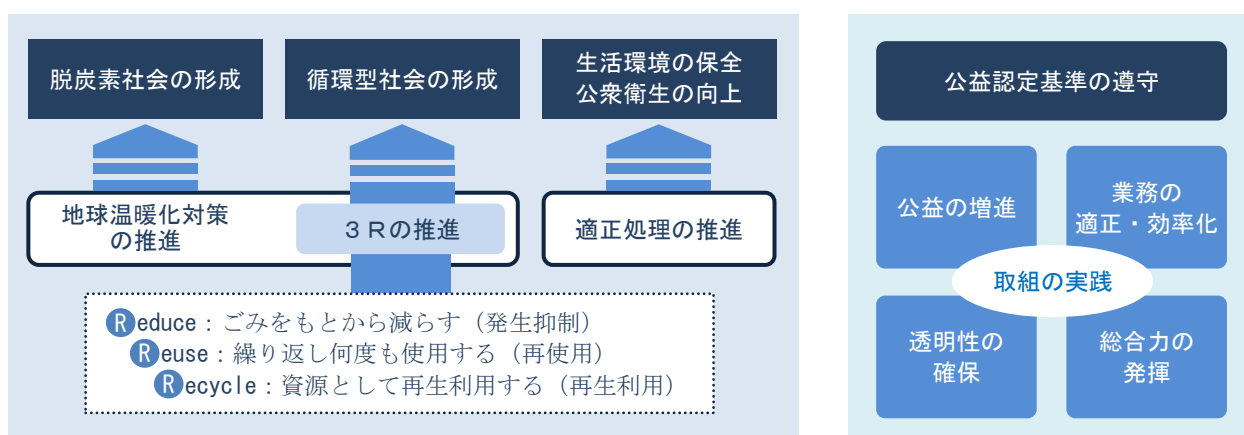 脱炭素社会の形成
循環型社会の形成
生活環境の保全
公衆衛生の向上
地球温暖化対策
の推進
３Ｒの推進
適正処理の推進
Reduce：ごみをもとから減らす（発生抑制）
Reuse：繰り返し何度も使用する（再使用）
Recycle：資源として再生利用する（再生利用）
公益認定基準の遵守
公益の増進
業務の
適正・効率化
取組の実践
透明性の
確保
総合力の
発揮